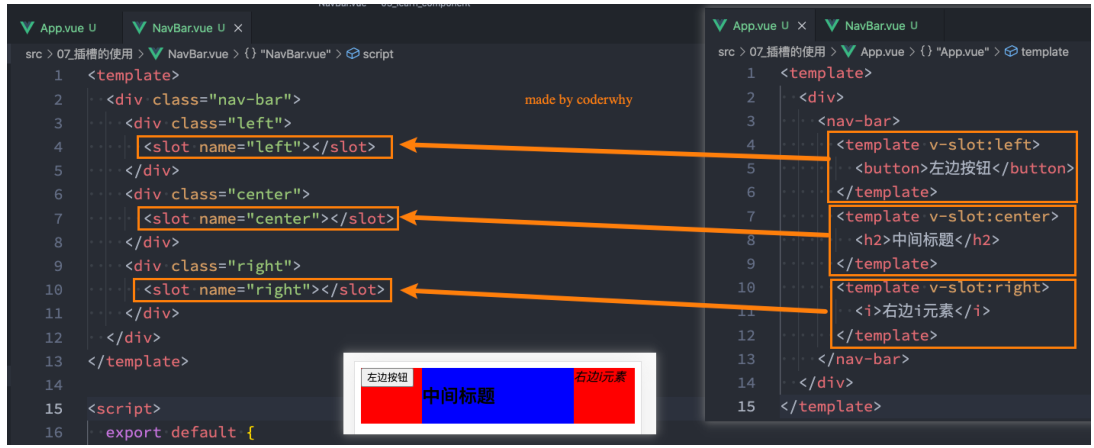 NavBar.vue — 03_learn_component
App.vue U NavBar.vue U ×
src > 07_插槽的使用 > NavBar.vue > {} "NavBar.vue" > script
1 <template>
2 <div class="nav-bar">
3 <div class="left">
4 <slot name="left"></slot>
5 </div>
6 <div class="center">
7 <slot name="center"></slot>
8 </div>
9 <div class="right">
10 <slot name="right"></slot>
11 </div>
12 </div>
13 </template>
14
15 <script>
16 export default {
made by coderwhy
App.vue U × NavBar.vue U
src > 07_插槽的使用 > App.vue > {} "App.vue" > template
1 <template>
2 <div>
3 <nav-bar>
4 <template v-slot:left>
5 <button>左边按钮</button>
6 </template>
7 <template v-slot:center>
8 <h2>中间标题</h2>
9 </template>
10 <template v-slot:right>
11 <i>右边i元素</i>
12 </template>
13 </nav-bar>
14 </div>
15 </template>
左边按钮
中间标题
右边i元素